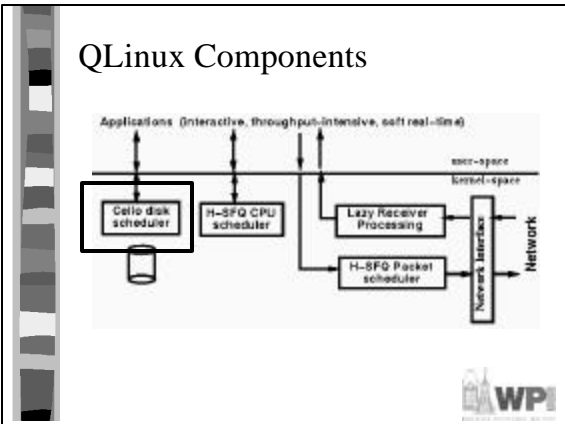 QLinux Components
Applications (interactive, throughput-intensive, soft real-time)
user-space
kernel-space
Cello disk
scheduler
H-SFQ CPU
scheduler
Lazy Receiver
Processing
H-SFQ Packet
scheduler
Network Interface
Network
WPI